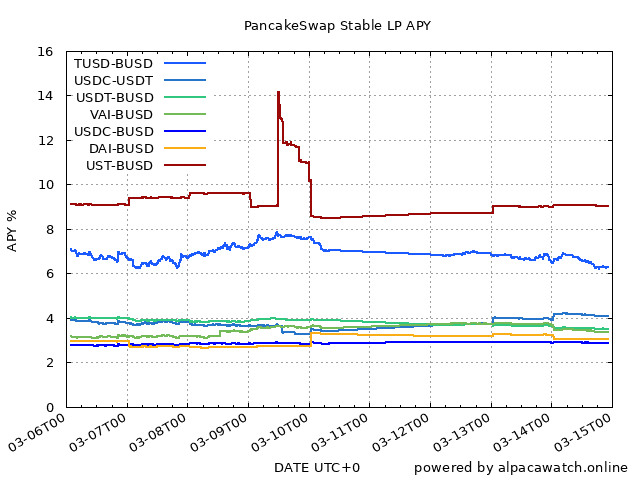 PancakeSwap Stable LP APY
16
14
12
10
8
6
4
2
0
APY %
TUSD-BUSD
USDC-USDT
USDT-BUSD
VAI-BUSD
USDC-BUSD
DAI-BUSD
UST-BUSD
03-06T00
03-07T00
03-08T00
03-09T00
03-10T00
03-11T00
03-12T00
03-13T00
03-14T00
03-15T00
DATE UTC+0
powered by alpacawatch.online